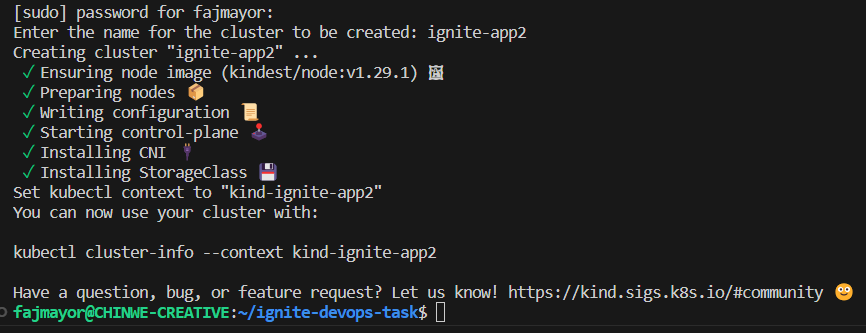 [sudo] password for fajmayor:
Enter the name for the cluster to be created: ignite-app2
Creating cluster "ignite-app2" ...
✓ Ensuring node image (kindest/node:v1.29.1) 🖼
✓ Preparing nodes 📦
✓ Writing configuration 📜
✓ Starting control-plane 🕹️
✓ Installing CNI 🔌
✓ Installing StorageClass 💾
Set kubectl context to "kind-ignite-app2"
You can now use your cluster with:
kubectl cluster-info --context kind-ignite-app2
Have a question, bug, or feature request? Let us know! https://kind.sigs.k8s.io/#community 🙂
fajmayor@CHINWE-CREATIVE:~/ignite-devops-task$